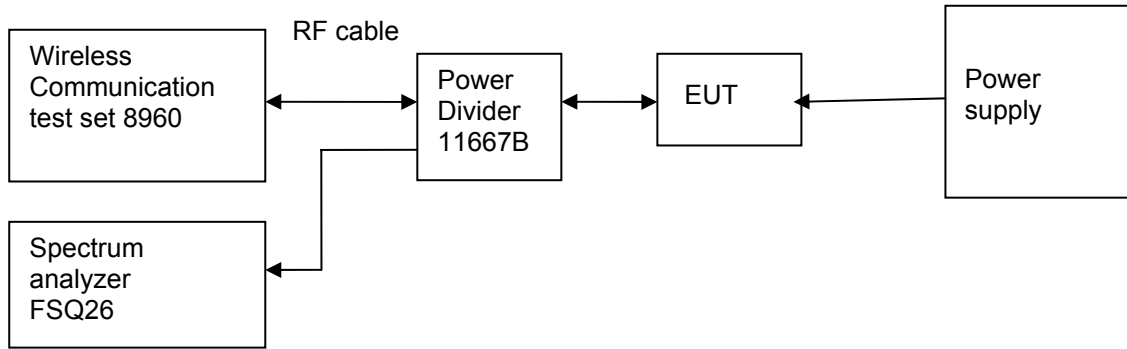 RF cable
Wireless
Communication
test set 8960
Power
Divider
11667B
EUT
Power
supply
Spectrum
analyzer
FSQ26